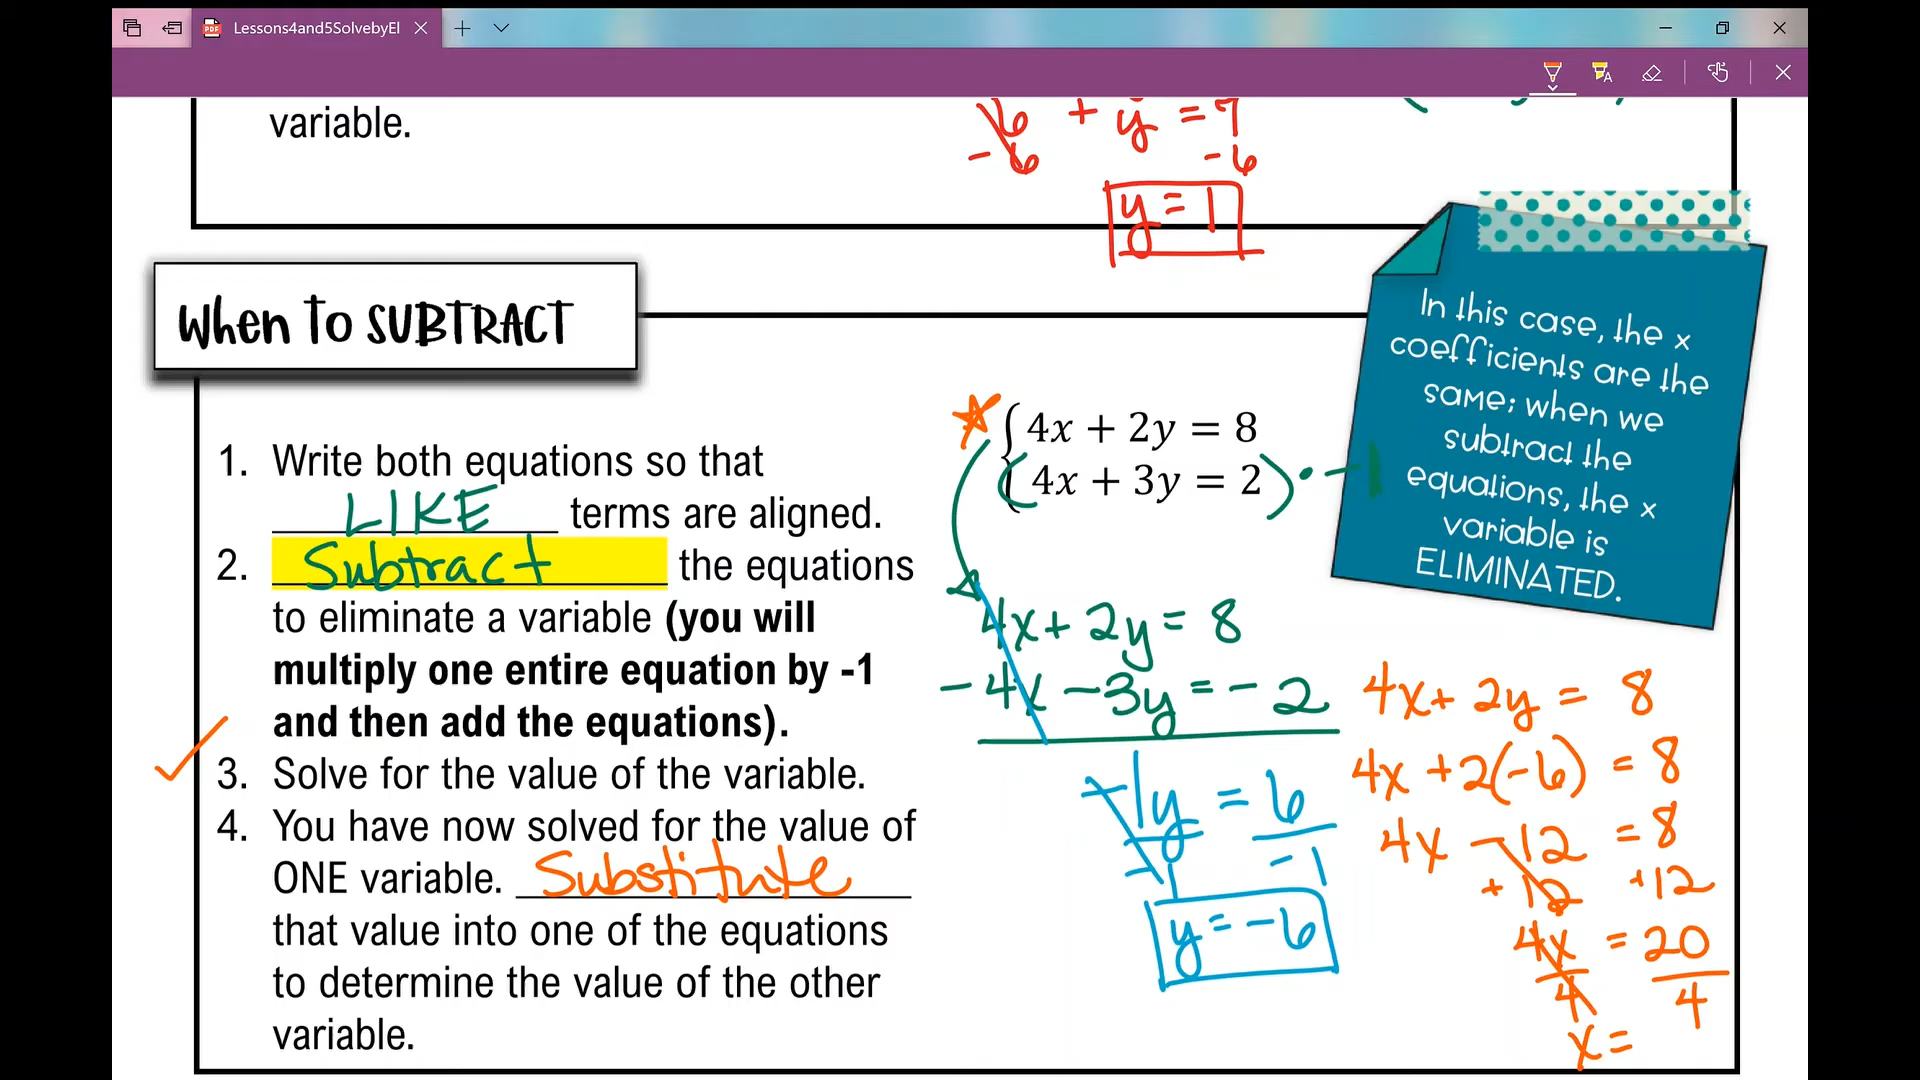 Lessons4and5SolvebyEl
variable.
6 + y = 7
- 6 - 6
y = 1
When to SUBTRACT
In this case, the x
coefficients are the
same; when we
subtract the
equations, the x
variable is
ELIMINATED.
1. Write both equations so that
LIKE terms are aligned.
2. Subtract the equations
to eliminate a variable (you will
multiply one entire equation by -1
and then add the equations).
3. Solve for the value of the variable.
4. You have now solved for the value of
ONE variable. Substitute
that value into one of the equations
to determine the value of the other
variable.
4x + 2y = 8
(4x + 3y = 2) • -1
4x + 2y = 8
-4x - 3y = -2
-1y = 6
-1 -1
y = -6
4x + 2y = 8
4x + 2(-6) = 8
4x - 12 = 8
+ 12 +12
4x = 20
4 4
x =